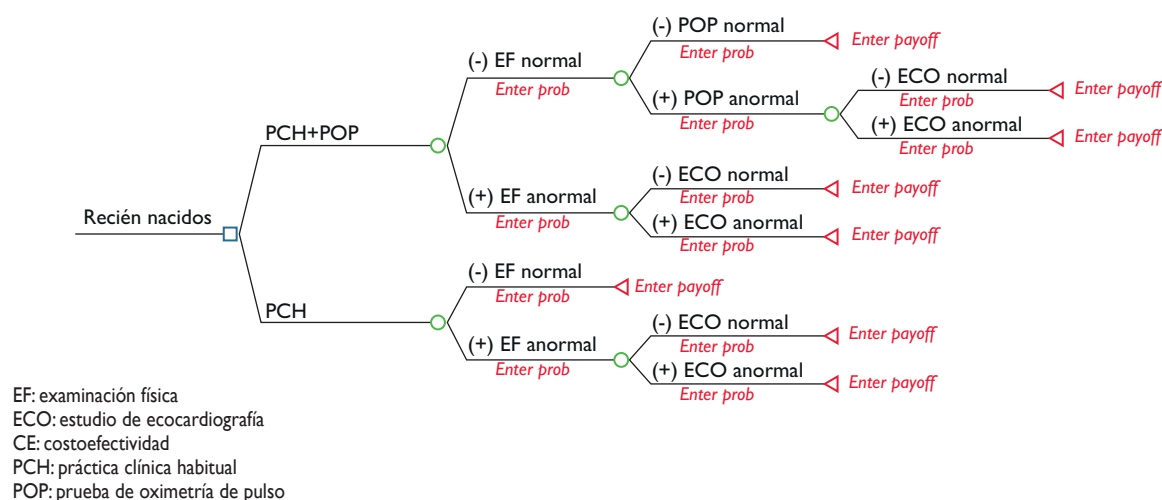 (-) POP normal
Enter prob
Enter payoff
(-) EF normal
Enter prob
(-) ECO normal
Enter prob
Enter payoff
(+) POP anormal
Enter prob
(+) ECO anormal
Enter prob
Enter payoff
PCH+POP
(-) ECO normal
Enter prob
Enter payoff
(+) EF anormal
Enter prob
(+) ECO anormal
Enter prob
Enter payoff
Recién nacidos
(-) EF normal
Enter prob
Enter payoff
PCH
(-) ECO normal
Enter prob
Enter payoff
(+) EF anormal
Enter prob
(+) ECO anormal
Enter prob
Enter payoff
EF: examinación física
ECO: estudio de ecocardiografía
CE: costoefectividad
PCH: práctica clínica habitual
POP: prueba de oximetría de pulso